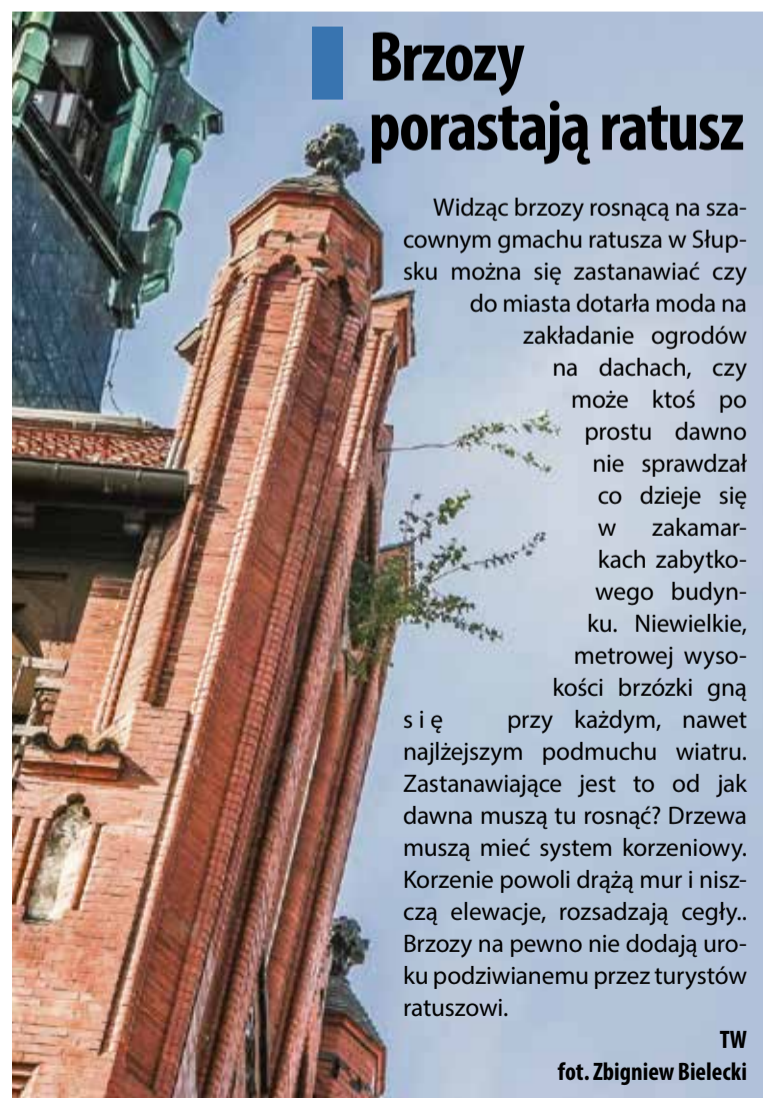 Brzozy
porastają ratusz
Widząc brzozy rosnącą na sza-
cownym gmachu ratusza w Słup-
sku można się zastanawiać czy
do miasta dotarła moda na
zakładanie ogrodów
na dachach, czy
może ktoś po
prostu dawno
nie sprawdzał
co dzieje się
w zakamar-
kach zabytko-
wego budyn-
ku. Niewielkie,
metrowej wyso-
kości brzózki gną
się przy każdym, nawet
najlżejszym podmuchu wiatru.
Zastanawiające jest to od jak
dawna muszą tu rosnąć? Drzewa
muszą mieć system korzeniowy.
Korzenie powoli drążą mur i nisz-
czą elewacje, rozsadzają cegły..
Brzozy na pewno nie dodają uro-
ku podziwianemu przez turystów
ratuszowi.
TW
fot. Zbigniew Bielecki